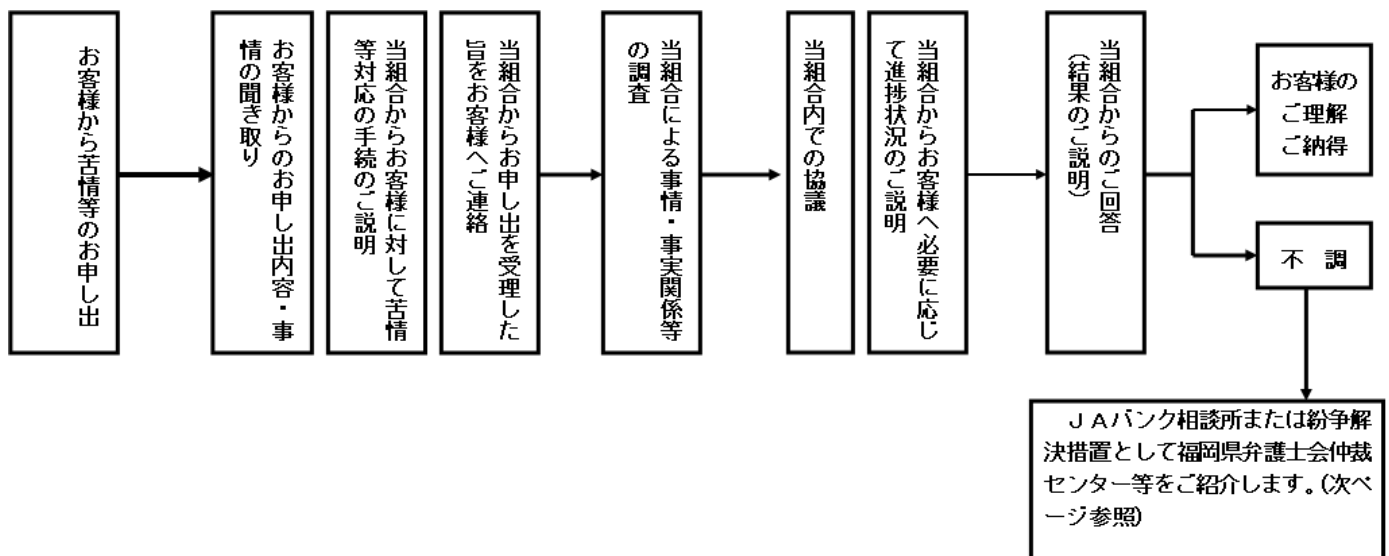 お客様から苦情等のお申し出
お客様からのお申し出内容・事
情の聞き取り
当組合からお客様に対して苦情
等対応の手続のご説明
当組合からお申し出を受理した
旨をお客様へご連絡
当組合による事情・事実関係等
の調査
当組合内での協議
当組合からお客様へ必要に応じ
て進捗状況のご説明
当組合からのご回答
(結果のご説明)
お客様の
ご理解
ご納得
不　調
　ＪＡバンク相談所または紛争解
決措置として福岡県弁護士会仲裁
センター等をご紹介します。(次ペ
ージ参照)